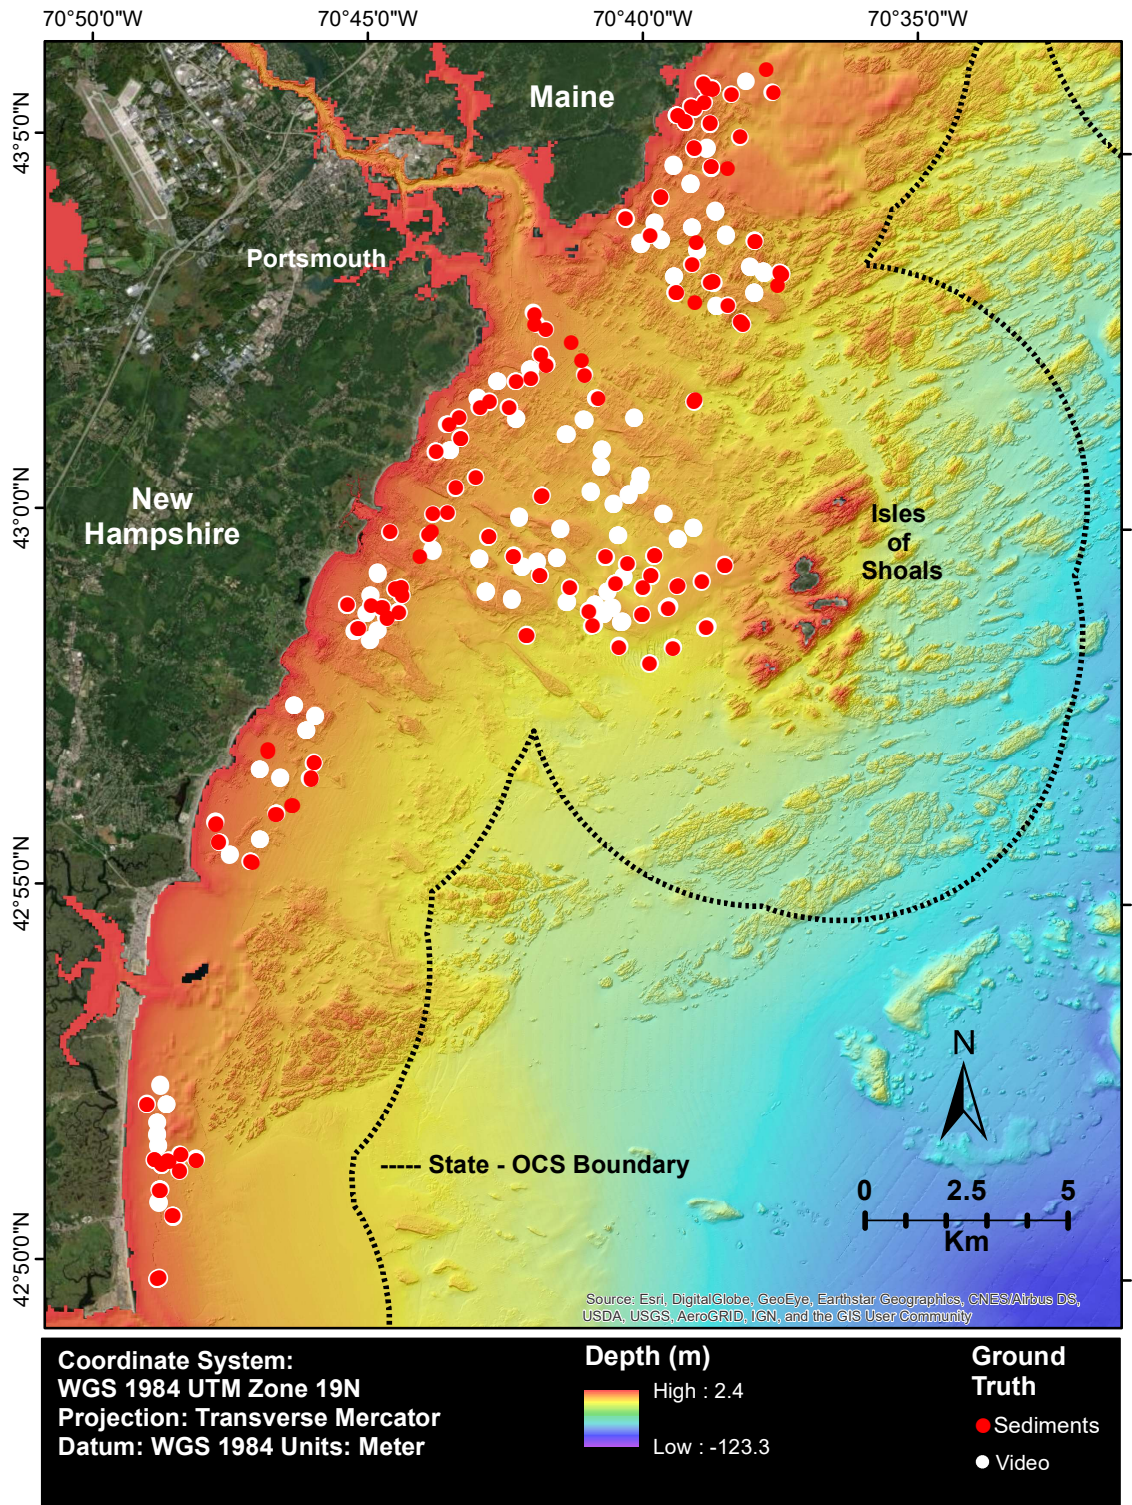 70°50'0"W 70°45'0"W 70°40'0"W 70°35'0"W
Maine
43°5'0"N
Portsmouth
New
Hampshire
43°0'0"N
Isles
of
Shoals
42°55'0"N
N
State - OCS Boundary
0 2.5 5
Km
42°50'0"N
Source: Esri, DigitalGlobe, GeoEye, Earthstar Geographics, CNES/Airbus DS,
USDA, USGS, AeroGRID, IGN, and the GIS User Community
Coordinate System:
WGS 1984 UTM Zone 19N
Projection: Transverse Mercator
Datum: WGS 1984 Units: Meter
Depth (m)
High : 2.4
Low : -123.3
Ground
Truth
Sediments
Video